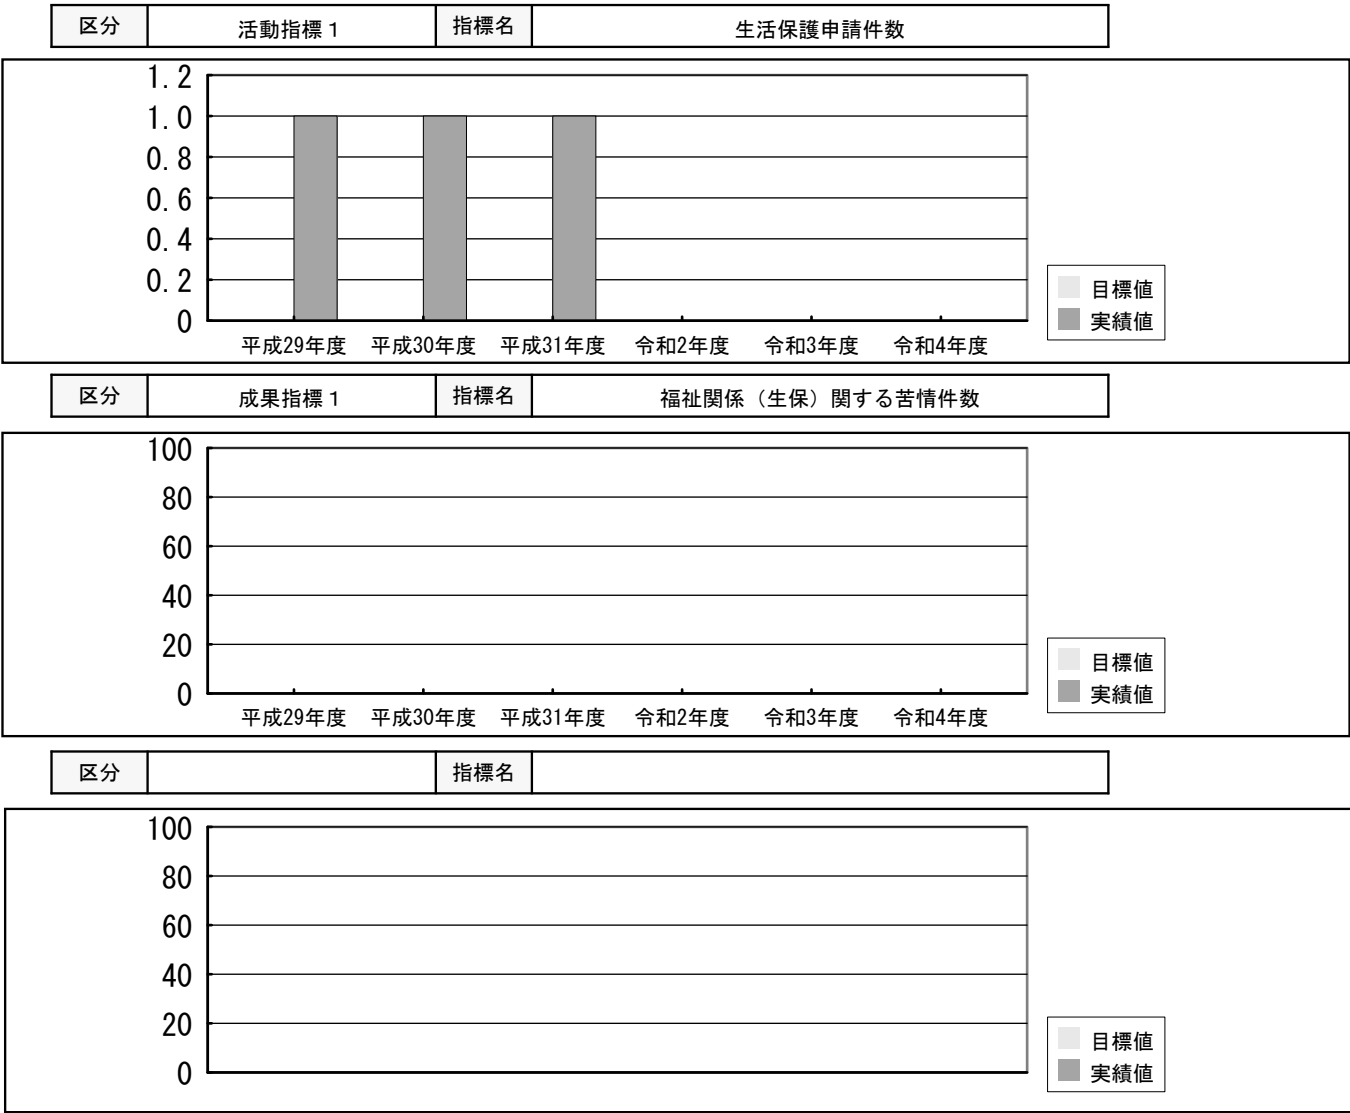 区分 活動指標１ 指標名 生活保護申請件数
1.2
1.0
0.8
0.6
0.4
0.2
0
平成29年度 平成30年度 平成31年度 令和2年度 令和3年度 令和4年度
目標値
実績値
区分 成果指標１ 指標名 福祉関係（生保）関する苦情件数
100
80
60
40
20
0
平成29年度 平成30年度 平成31年度 令和2年度 令和3年度 令和4年度
目標値
実績値
区分 指標名
100
80
60
40
20
0
目標値
実績値